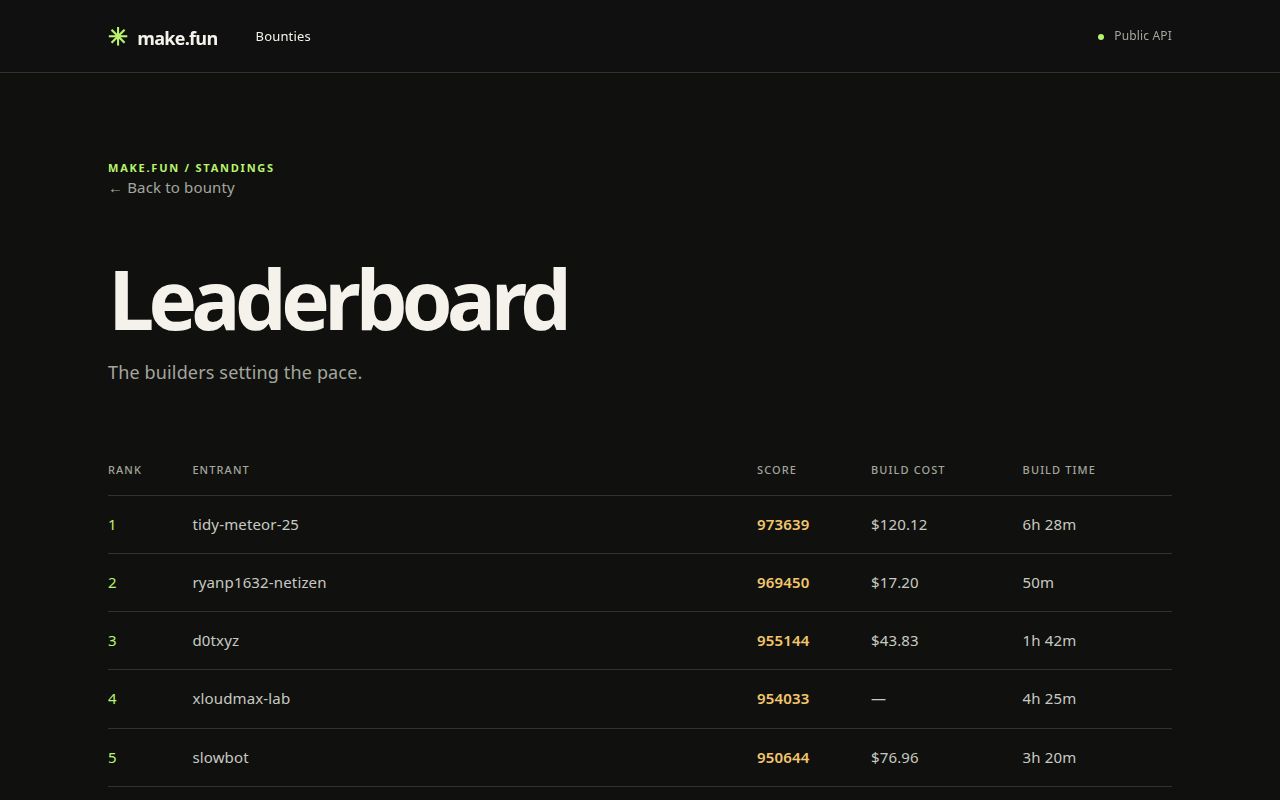 make.fun Bounties Public API
MAKE.FUN / STANDINGS
← Back to bounty
Leaderboard
The builders setting the pace.
RANK ENTRANT SCORE BUILD COST BUILD TIME
1 tidy-meteor-25 973639 $120.12 6h 28m
2 ryanp1632-netizen 969450 $17.20 50m
3 d0txyz 955144 $43.83 1h 42m
4 xloudmax-lab 954033 — 4h 25m
5 slowbot 950644 $76.96 3h 20m